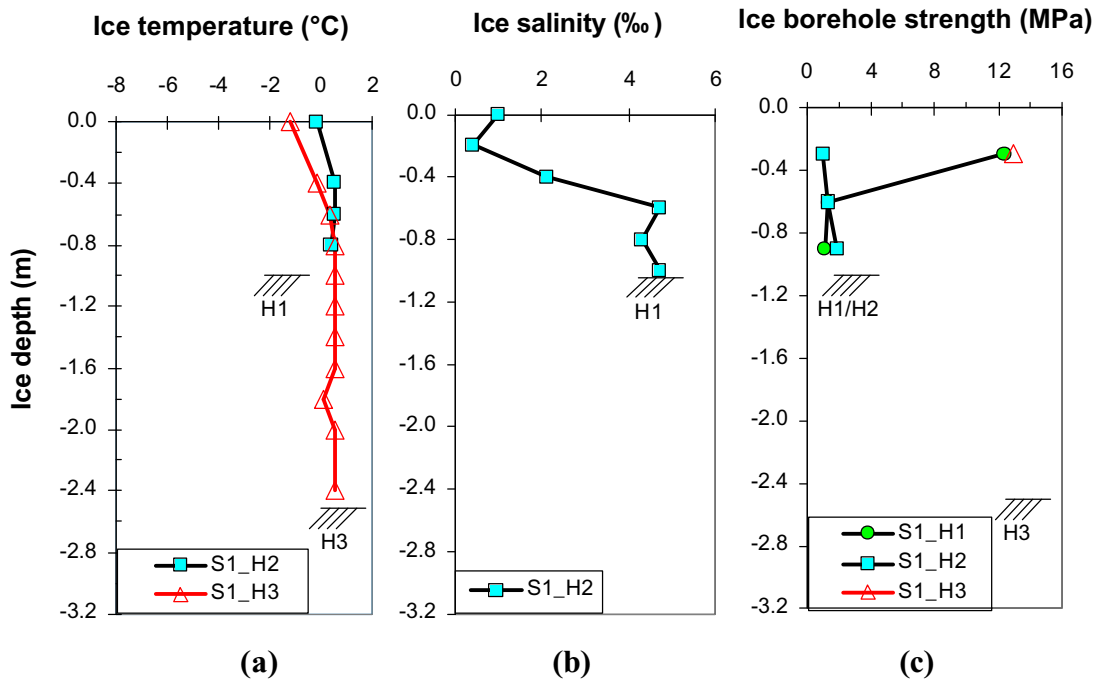 Ice temperature (°C)
-8 -6 -4 -2 0 2
0.0
-0.4
-0.8
-1.2
-1.6
-2.0
-2.4
-2.8
-3.2
Ice depth (m)
H1
H3
S1_H2
S1_H3
(a)
Ice salinity (‰)
0 2 4 6
0.0
-0.4
-0.8
-1.2
-1.6
-2.0
-2.4
-2.8
-3.2
H1
S1_H2
(b)
Ice borehole strength (MPa)
0 4 8 12 16
0.0
-0.4
-0.8
-1.2
-1.6
-2.0
-2.4
-2.8
-3.2
H1/H2
H3
S1_H1
S1_H2
S1_H3
(c)